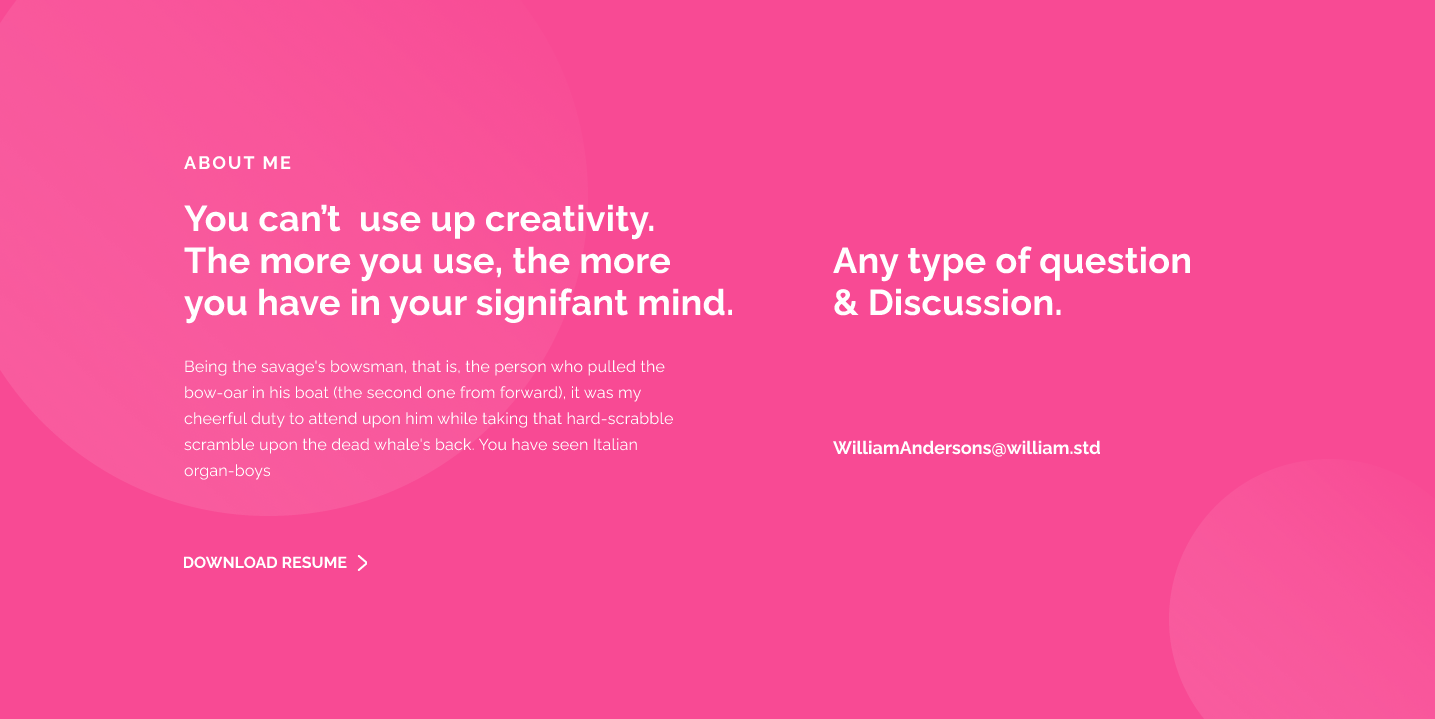 ABOUT ME
You can’t  use up creativity.
The more you use, the more
you have in your signifant mind.
Being the savage's bowsman, that is, the person who pulled the
bow-oar in his boat (the second one from forward), it was my
cheerful duty to attend upon him while taking that hard-scrabble
scramble upon the dead whale's back. You have seen Italian
organ-boys
DOWNLOAD RESUME
Any type of question
& Discussion.
WilliamAndersons@william.std